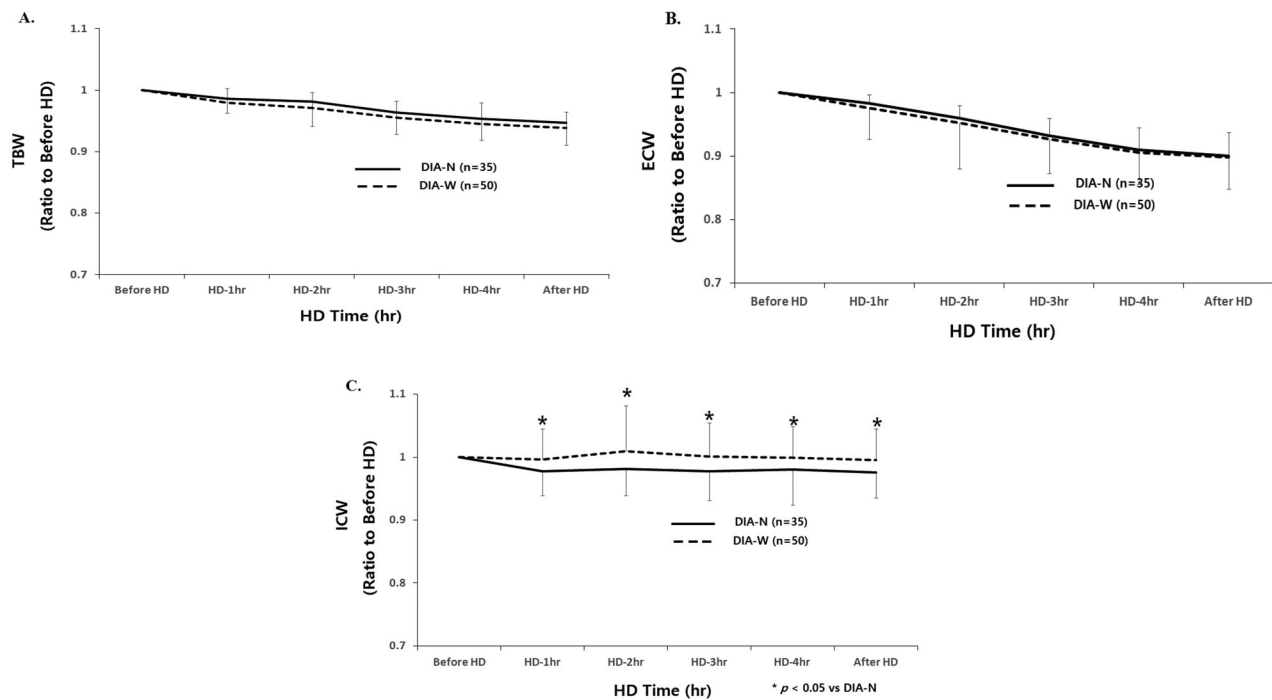 A.
1.1
1
0.9
0.8
0.7
TBW
(Ratio to Before HD)
DIA-N (n=35)
DIA-W (n=50)
Before HD HD-1hr HD-2hr HD-3hr HD-4hr After HD
HD Time (hr)
B.
1.1
1
0.9
0.8
0.7
ECW
(Ratio to Before HD)
DIA-N (n=35)
DIA-W (n=50)
Before HD HD-1hr HD-2hr HD-3hr HD-4hr After HD
HD Time (hr)
C.
1.1
1
0.9
0.8
0.7
ICW
(Ratio to Before HD)
* * * * *
DIA-N (n=35)
DIA-W (n=50)
Before HD HD-1hr HD-2hr HD-3hr HD-4hr After HD
HD Time (hr)
* p < 0.05 vs DIA-N